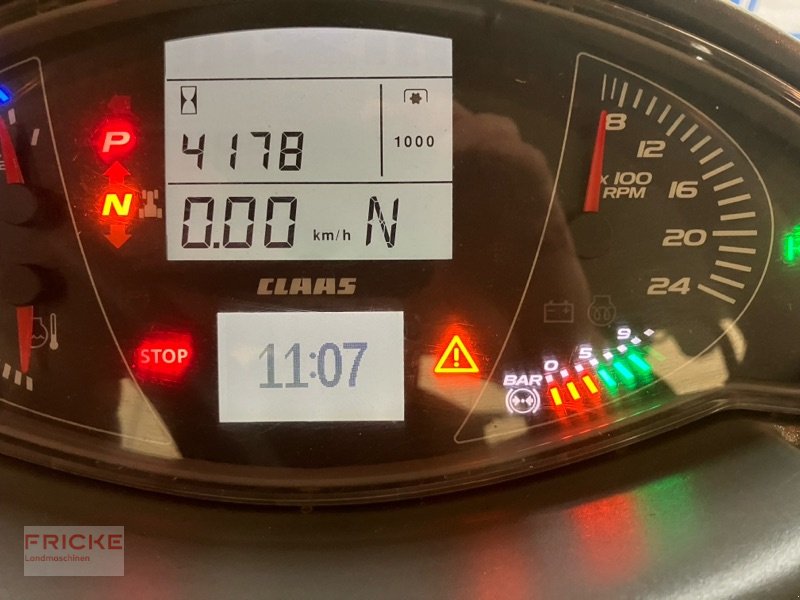 4178
1000
0.00 km/h N
P
N
CLAAS
STOP
11:07
8
12
x 100
RPM
16
20
24
BAR 0 5 9
FRICKE
Landmaschinen